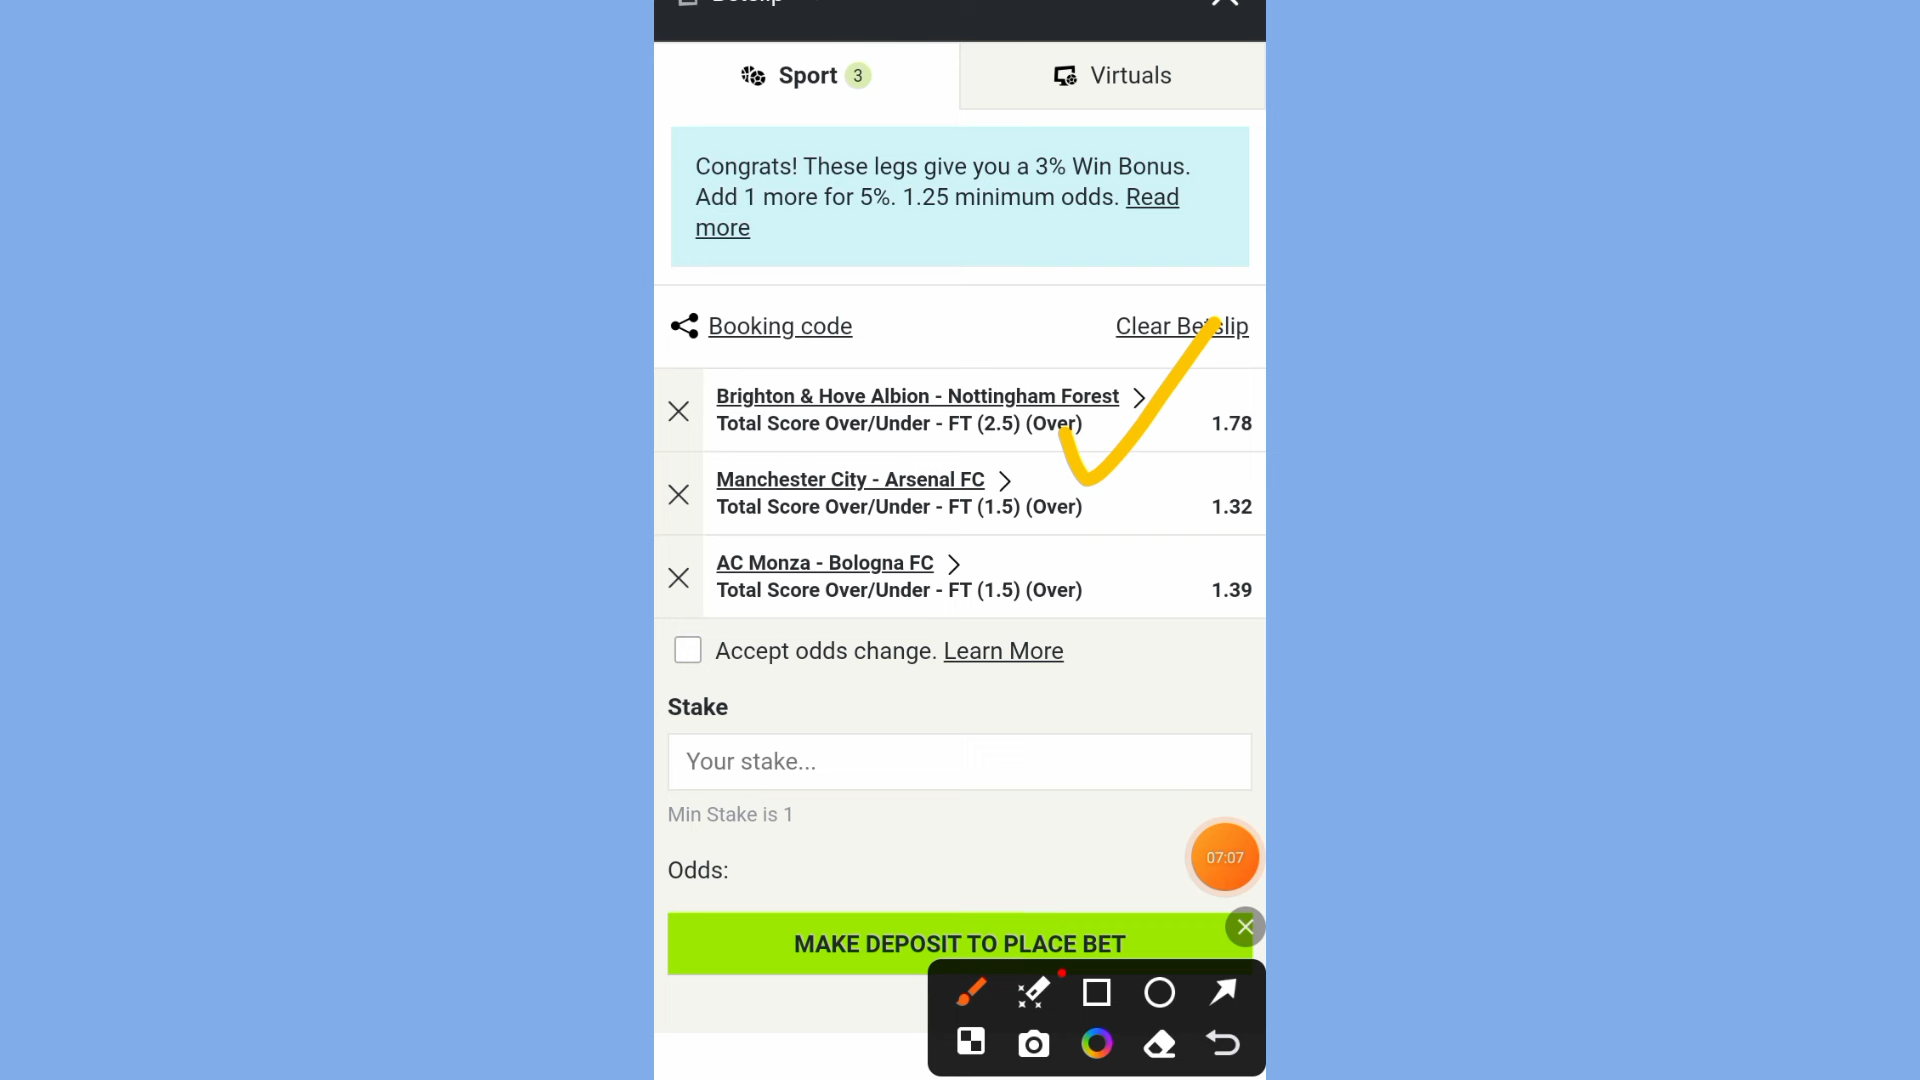 Betslip
Sport 3
Virtuals
Congrats! These legs give you a 3% Win Bonus.
Add 1 more for 5%. 1.25 minimum odds. Read
more
Booking code
Clear Betslip
Brighton & Hove Albion - Nottingham Forest
Total Score Over/Under - FT (2.5) (Over)
1.78
Manchester City - Arsenal FC
Total Score Over/Under - FT (1.5) (Over)
1.32
AC Monza - Bologna FC
Total Score Over/Under - FT (1.5) (Over)
1.39
Accept odds change. Learn More
Stake
Your stake...
Min Stake is 1
07:07
Odds:
MAKE DEPOSIT TO PLACE BET